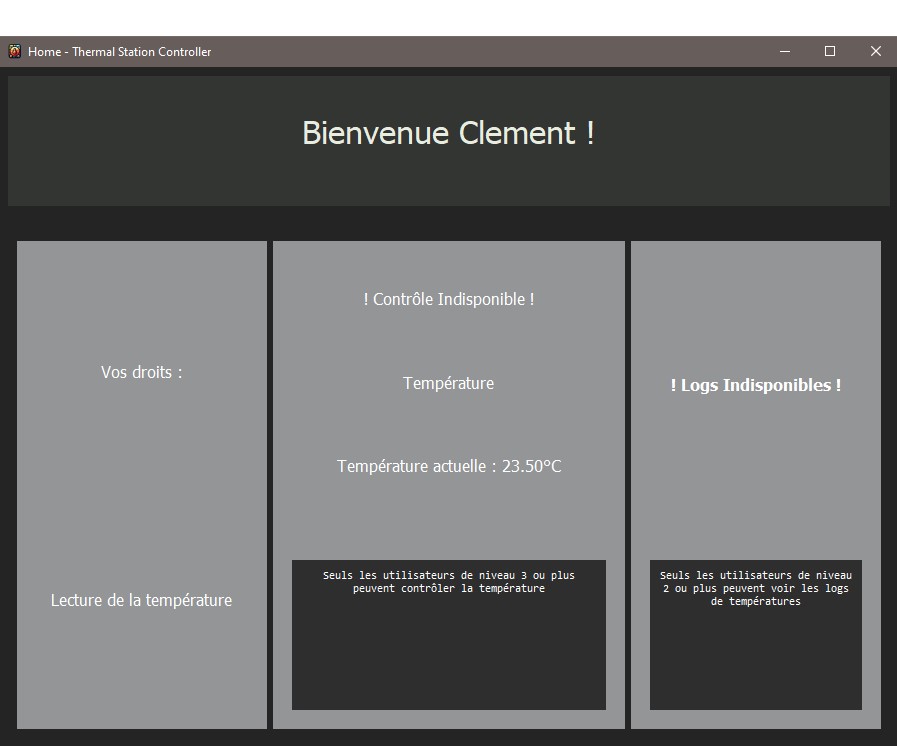 Home - Thermal Station Controller
Bienvenue Clement !
Vos droits :
Lecture de la température
! Contrôle Indisponible !
Température
Température actuelle : 23.50°C
Seuls les utilisateurs de niveau 3 ou plus
peuvent contrôler la température
! Logs Indisponibles !
Seuls les utilisateurs de niveau
2 ou plus peuvent voir les logs
de températures